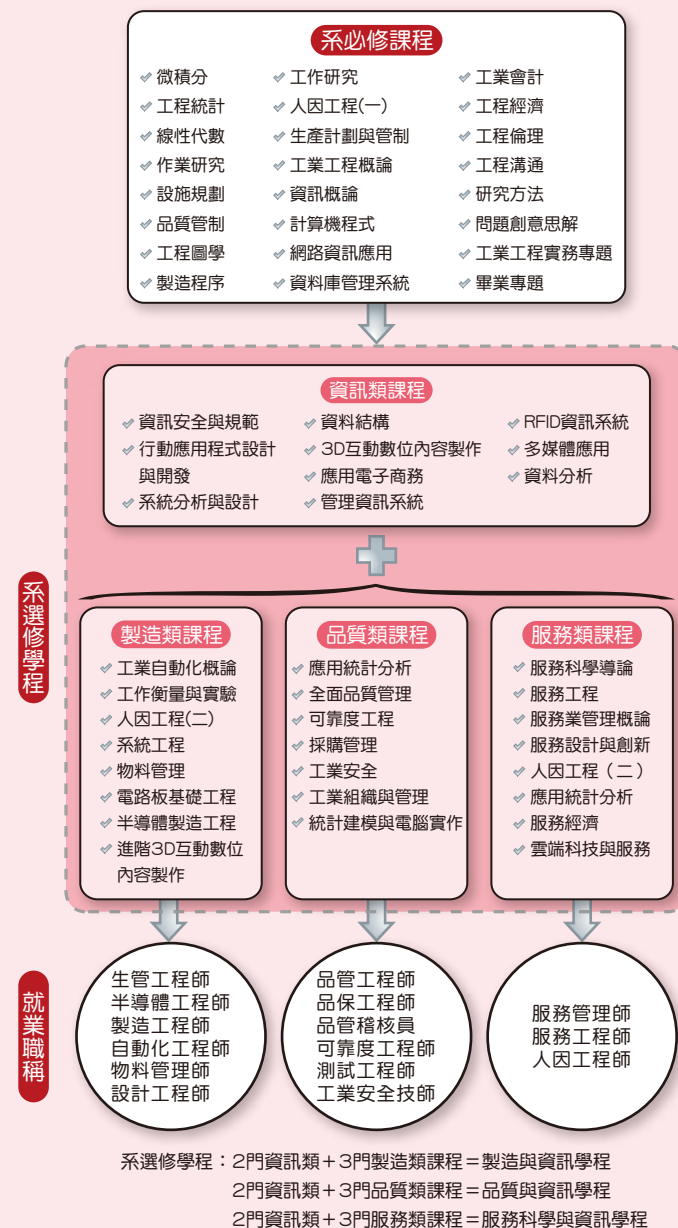 系必修課程
微積分
工程統計
線性代數
作業研究
設施規劃
品質管制
工程圖學
製造程序
工作研究
人因工程(一)
生產計劃與管制
工業工程概論
資訊概論
計算機程式
網路資訊應用
資料庫管理系統
工業會計
工程經濟
工程倫理
工程溝通
研究方法
問題創意思解
工業工程實務專題
畢業專題
系選修學程
資訊類課程
資訊安全與規範
行動應用程式設計
與開發
系統分析與設計
資料結構
3D互動數位內容製作
應用電子商務
管理資訊系統
RFID資訊系統
多媒體應用
資料分析
製造類課程
工業自動化概論
工作衡量與實驗
人因工程(二)
系統工程
物料管理
電路板基礎工程
半導體製造工程
進階3D互動數位
內容製作
品質類課程
應用統計分析
全面品質管理
可靠度工程
採購管理
工業安全
工業組織與管理
統計建模與電腦實作
服務類課程
服務科學導論
服務工程
服務業管理概論
服務設計與創新
人因工程（二）
應用統計分析
服務經濟
雲端科技與服務
就業職稱
生管工程師
半導體工程師
製造工程師
自動化工程師
物料管理師
設計工程師
品管工程師
品保工程師
品管稽核員
可靠度工程師
測試工程師
工業安全技師
服務管理師
服務工程師
人因工程師
系選修學程：2門資訊類＋3門製造類課程＝製造與資訊學程
2門資訊類＋3門品質類課程＝品質與資訊學程
2門資訊類＋3門服務類課程＝服務科學與資訊學程